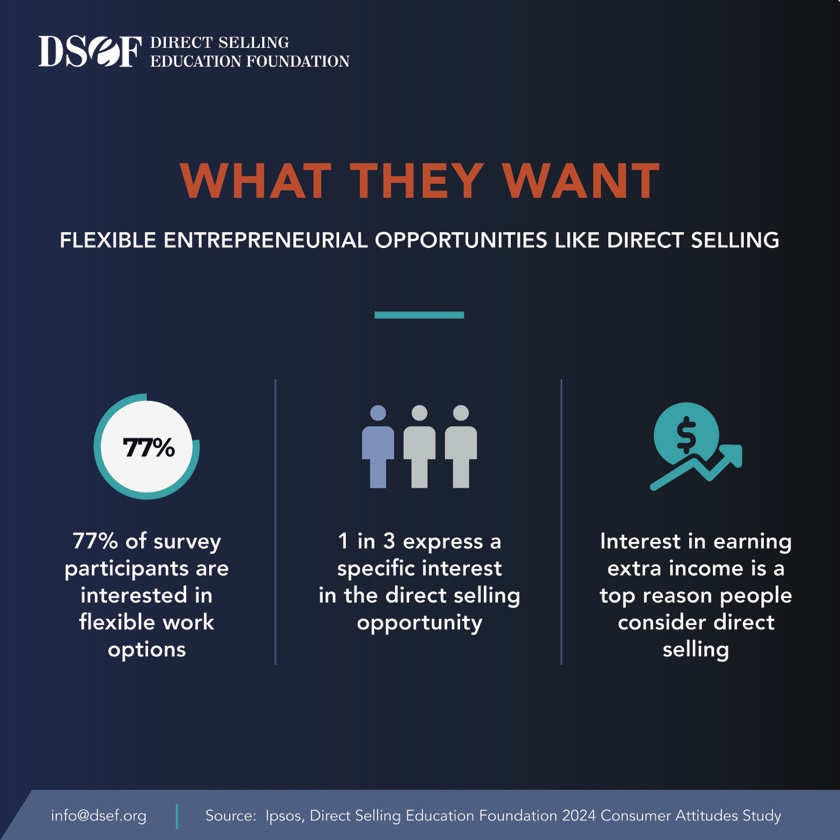 DSEF DIRECT SELLING
EDUCATION FOUNDATION
WHAT THEY WANT
FLEXIBLE ENTREPRENEURIAL OPPORTUNITIES LIKE DIRECT SELLING
77%
77% of survey
participants are
interested in
flexible work
options
1 in 3 express a
specific interest
in the direct selling
opportunity
$
Interest in earning
extra income is a
top reason people
consider direct
selling
info@dsef.org
Source: Ipsos, Direct Selling Education Foundation 2024 Consumer Attitudes Study